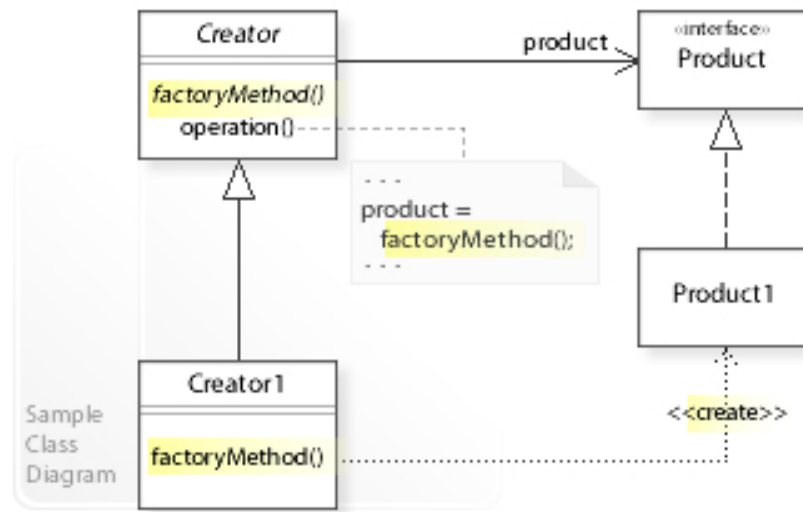 Creator
factoryMethod()
operation()
product
«interface»
Product
- - -
product =
factoryMethod();
- - -
Product1
Creator1
factoryMethod()
<<create>>
Sample
Class
Diagram